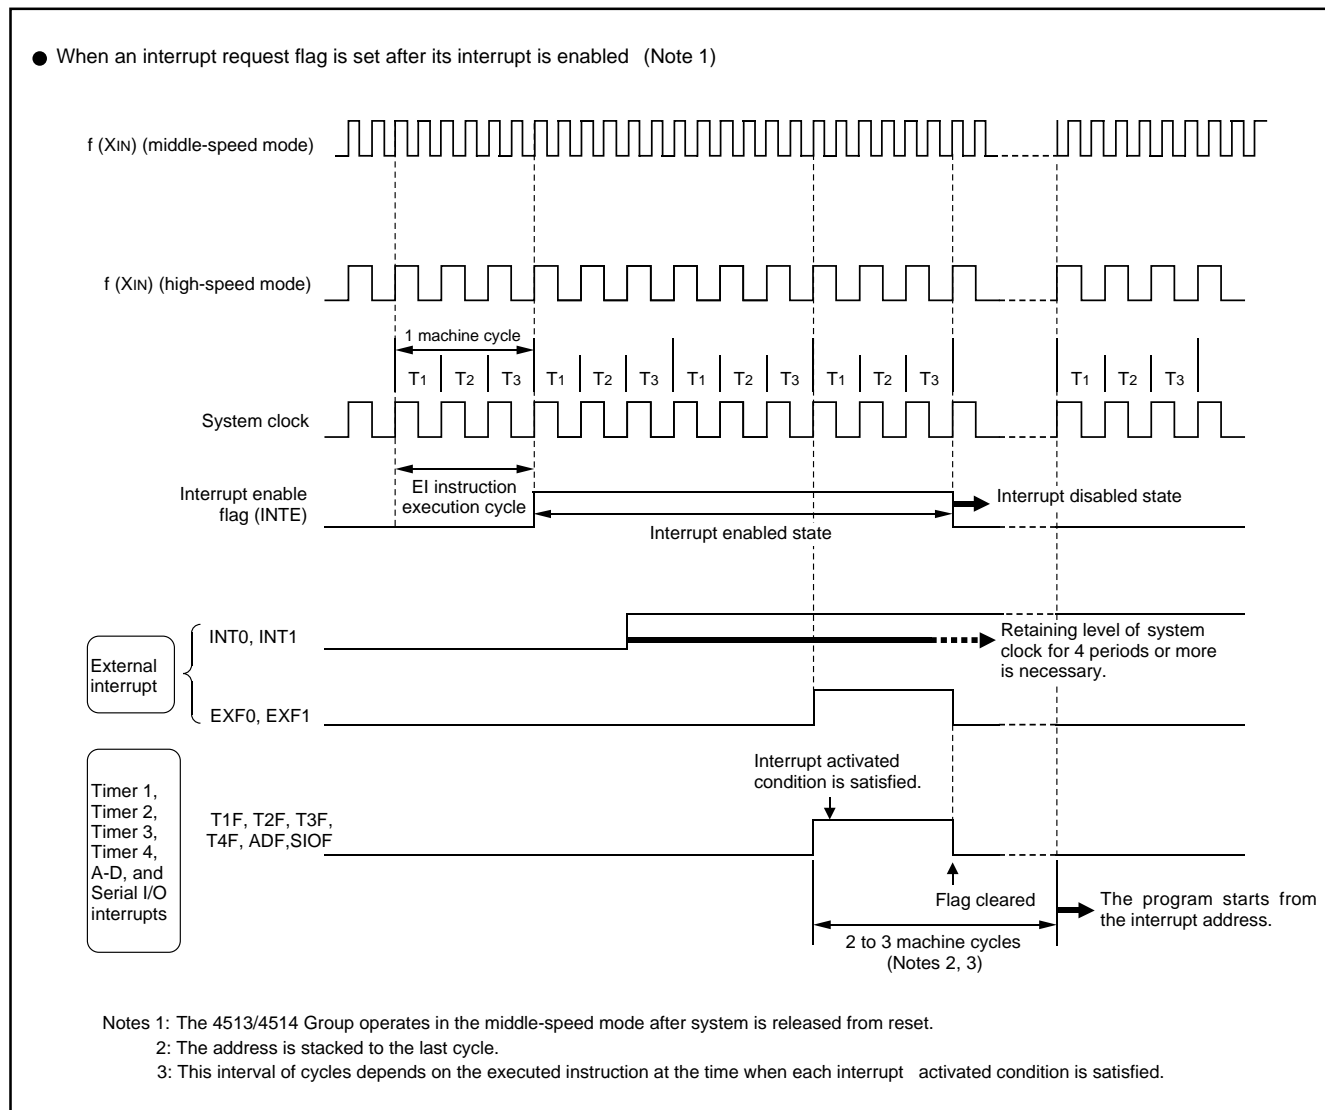 ● When an interrupt request flag is set after its interrupt is enabled (Note 1)
f (XIN) (middle-speed mode)
f (XIN) (high-speed mode)
1 machine cycle
T1 T2 T3 T1 T2 T3 T1 T2 T3 T1 T2 T3 T1 T2 T3
System clock
EI instruction
execution cycle
Interrupt enable
flag (INTE)
Interrupt disabled state
Interrupt enabled state
INT0, INT1
External
interrupt
Retaining level of system
clock for 4 periods or more
is necessary.
EXF0, EXF1
Interrupt activated
condition is satisfied.
Timer 1,
Timer 2,
Timer 3,
Timer 4,
A-D, and
Serial I/O
interrupts
T1F, T2F, T3F,
T4F, ADF,SIOF
Flag cleared
The program starts from
the interrupt address.
2 to 3 machine cycles
(Notes 2, 3)
Notes 1: The 4513/4514 Group operates in the middle-speed mode after system is released from reset.
2: The address is stacked to the last cycle.
3: This interval of cycles depends on the executed instruction at the time when each interrupt activated condition is satisfied.